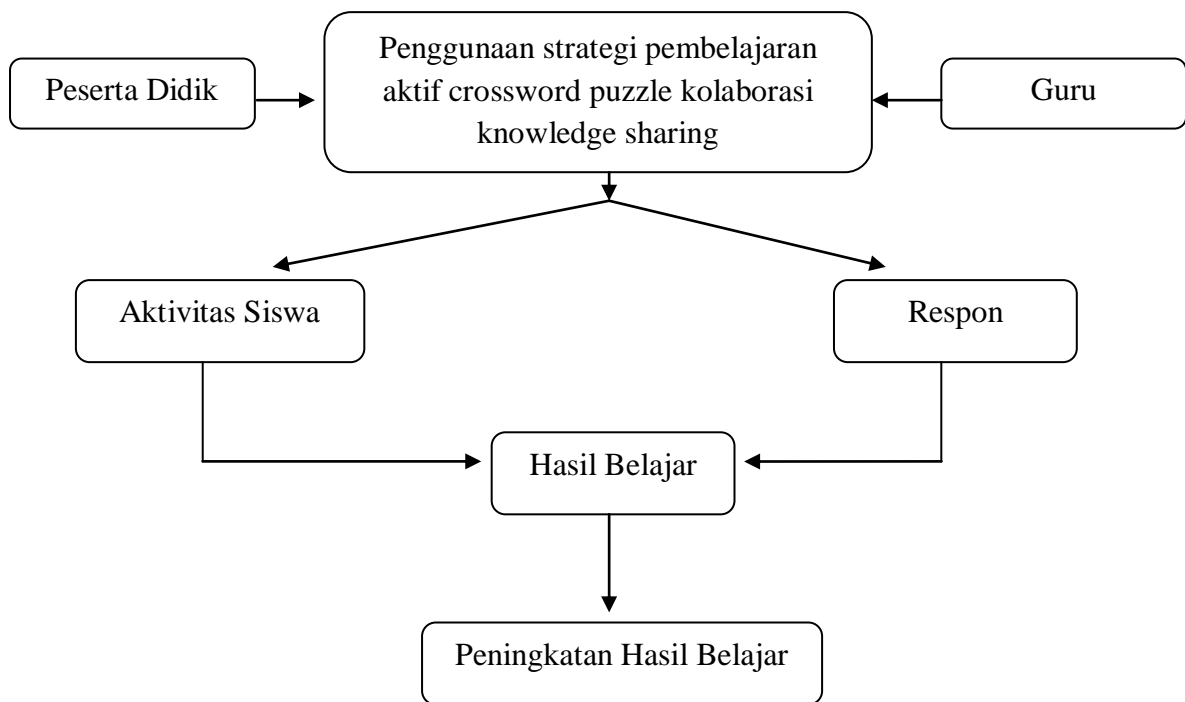 Peserta Didik
Penggunaan strategi pembelajaran
aktif crossword puzzle kolaborasi
knowledge sharing
Guru
Aktivitas Siswa
Respon
Hasil Belajar
Peningkatan Hasil Belajar